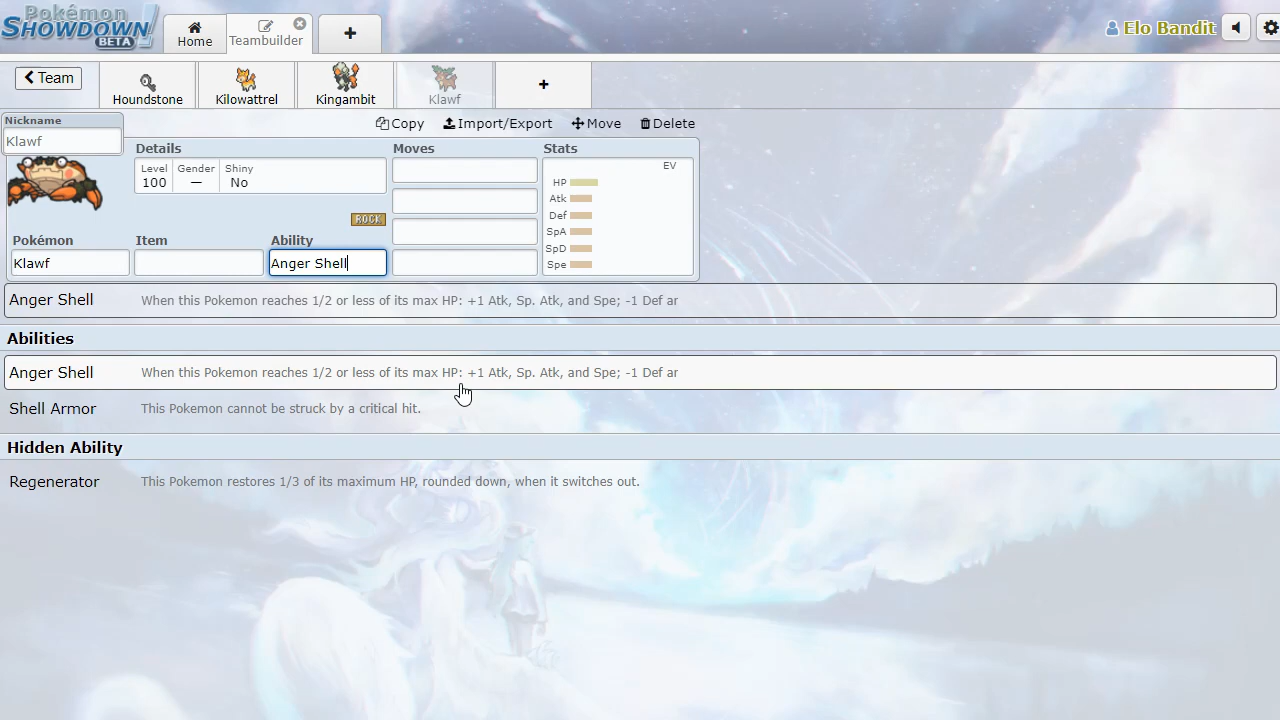 Pokémon
SHOWDOWN!
BETA
Home
Teambuilder
+
Elo Bandit
Team
Houndstone
Kilowattrel
Kingambit
Klawf
+
Nickname
Klawf
Copy
Import/Export
Move
Delete
Details
Moves
Stats
Level
Gender
Shiny
100
—
No
EV
HP
Atk
Def
SpA
SpD
Spe
ROCK
Pokémon
Item
Ability
Klawf
Anger Shell
Anger Shell When this Pokemon reaches 1/2 or less of its max HP: +1 Atk, Sp. Atk, and Spe; -1 Def ar
Abilities
Anger Shell When this Pokemon reaches 1/2 or less of its max HP: +1 Atk, Sp. Atk, and Spe; -1 Def ar
Shell Armor This Pokemon cannot be struck by a critical hit.
Hidden Ability
Regenerator This Pokemon restores 1/3 of its maximum HP, rounded down, when it switches out.